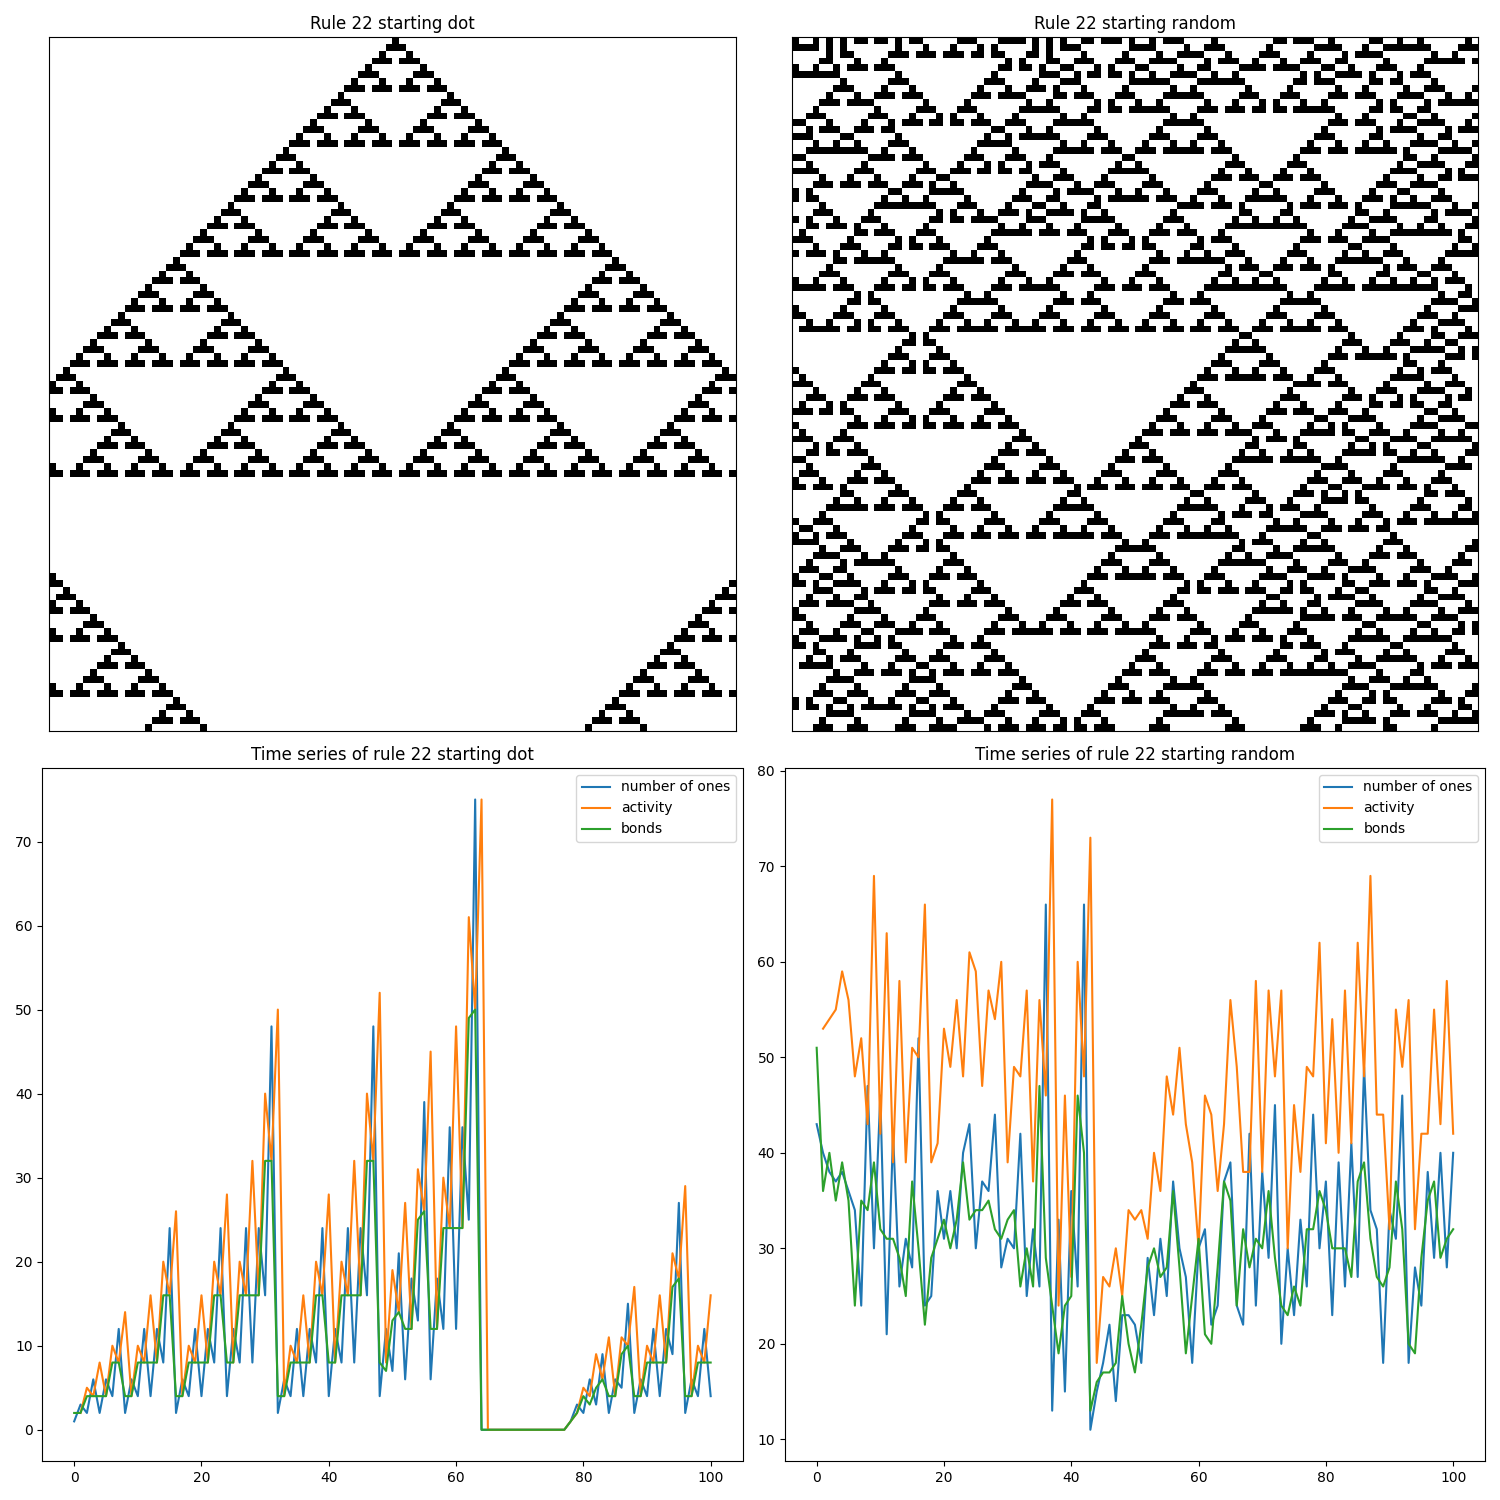 Rule 22 starting dot
Rule 22 starting random
Time series of rule 22 starting dot
number of ones
activity
bonds
70
60
50
40
30
20
10
0
0 20 40 60 80 100
Time series of rule 22 starting random
number of ones
activity
bonds
80
70
60
50
40
30
20
10
0 20 40 60 80 100